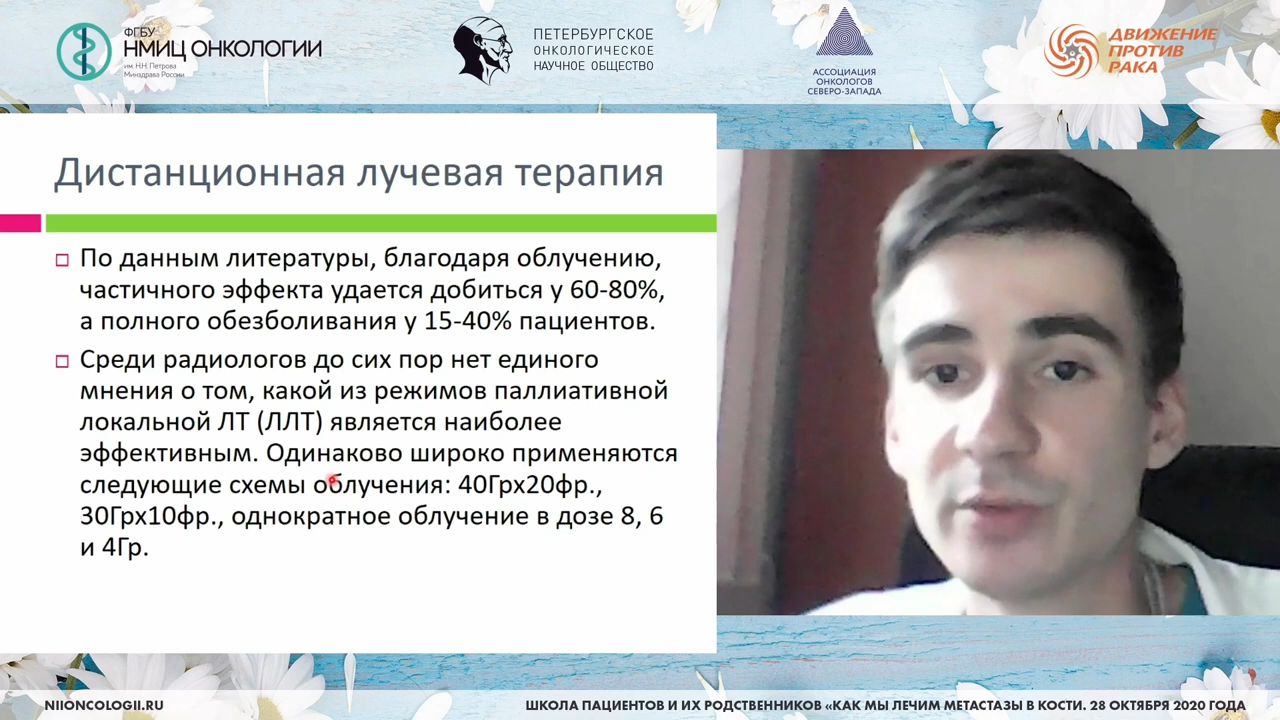 ФГБУ
НМИЦ ОНКОЛОГИИ
им. Н.Н. Петрова
Минздрава России
ПЕТЕРБУРГСКОЕ
ОНКОЛОГИЧЕСКОЕ
НАУЧНОЕ ОБЩЕСТВО
АССОЦИАЦИЯ
ОНКОЛОГОВ
СЕВЕРО-ЗАПАДА
ДВИЖЕНИЕ
ПРОТИВ
РАКА
Дистанционная лучевая терапия
По данным литературы, благодаря облучению,
частичного эффекта удается добиться у 60-80%,
а полного обезболивания у 15-40% пациентов.
Среди радиологов до сих пор нет единого
мнения о том, какой из режимов паллиативной
локальной ЛТ (ЛЛТ) является наиболее
эффективным. Одинаково широко применяются
следующие схемы облучения: 40Грх20фр.,
30Грх10фр., однократное облучение в дозе 8, 6
и 4Гр.
NIIONCOLOGII.RU
ШКОЛА ПАЦИЕНТОВ И ИХ РОДСТВЕННИКОВ «КАК МЫ ЛЕЧИМ МЕТАСТАЗЫ В КОСТИ. 28 ОКТЯБРЯ 2020 ГОДА